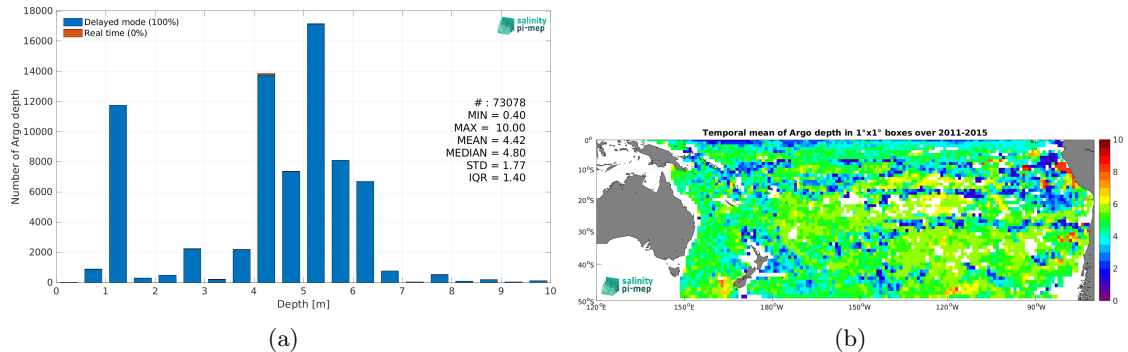 18000
16000
14000
12000
10000
8000
6000
4000
2000
0
Number of Argo depth
Delayed mode (100%)
Real time (0%)
salinity
pi-mep
# : 73078
MIN = 0.40
MAX = 10.00
MEAN = 4.42
MEDIAN = 4.80
STD = 1.77
IQR = 1.40
0 1 2 3 4 5 6 7 8 9 10
Depth [m]
(a)
Temporal mean of Argo depth in 1°x1° boxes over 2011-2015
0°
10°S
20°S
30°S
40°S
50°S
salinity
pi-mep
120°E 150°E 180°W 150°W 120°W 90°W
10
8
6
4
2
0
(b)